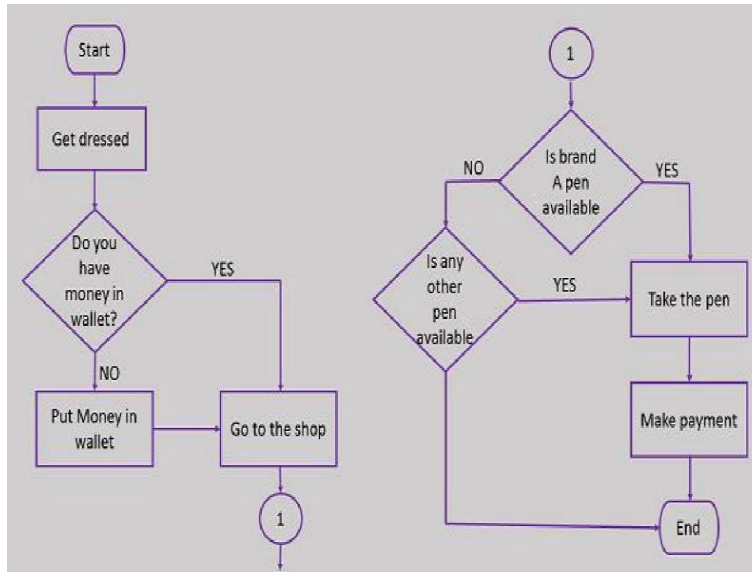 Start
Get dressed
Do you
have
money in
wallet?
YES
NO
Put Money in
wallet
Go to the shop
1
1
Is brand
A pen
available
NO
YES
Is any
other
pen
available
YES
Take the pen
Make payment
End